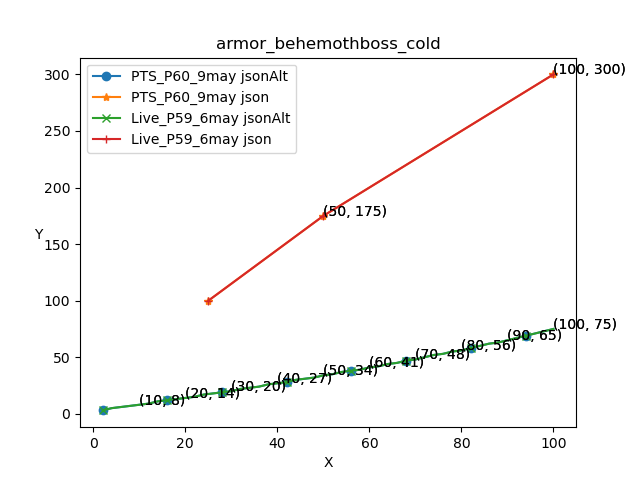 armor_behemothboss_cold
PTS_P60_9may jsonAlt
PTS_P60_9may json
Live_P59_6may jsonAlt
Live_P59_6may json
(100, 300)
(50, 175)
(100, 75)
(90, 65)
(80, 56)
(70, 48)
(60, 41)
(50, 34)
(40, 27)
(30, 20)
(20, 14)
(10, 8)
Y
300
250
200
150
100
50
0
0 20 40 60 80 100
X